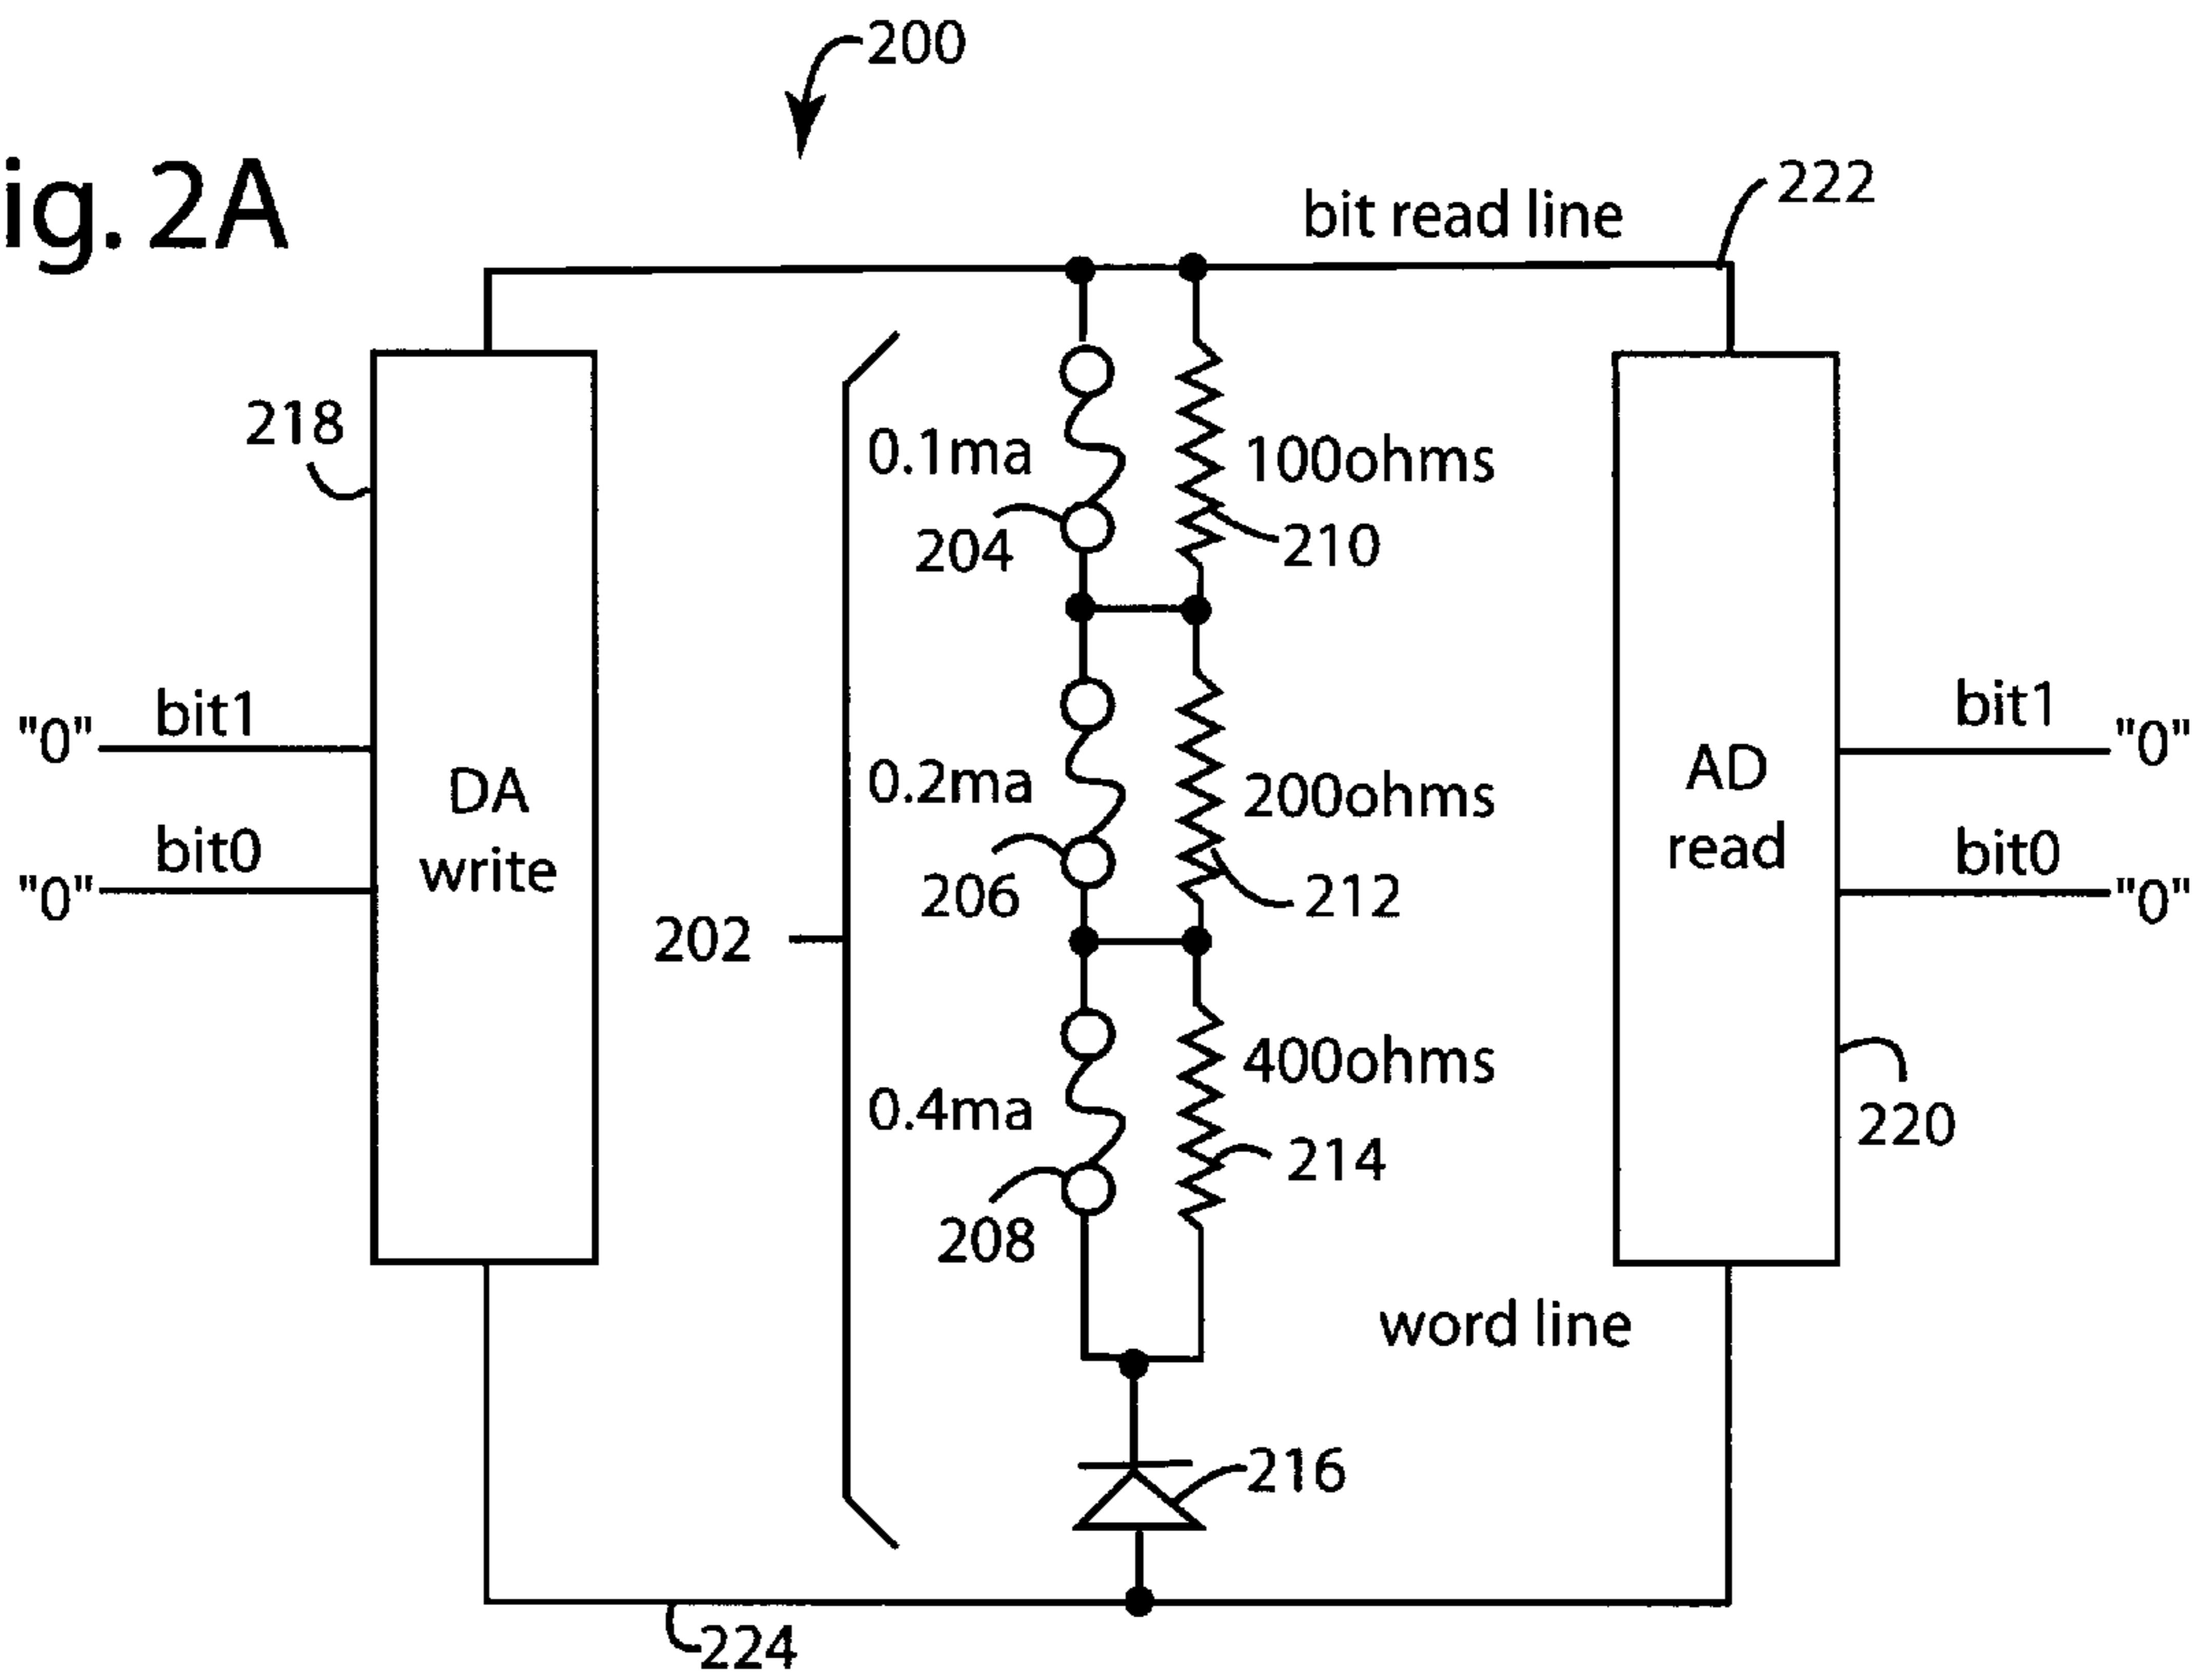 200
ig. 2A
bit read line
222
218
0.1ma
100ohms
204
210
"0" bit1
DA
write
"0" bit0
202
0.2ma
200ohms
206
212
AD
read
bit1 "0"
bit0 "0"
0.4ma
400ohms
208
214
220
word line
216
224